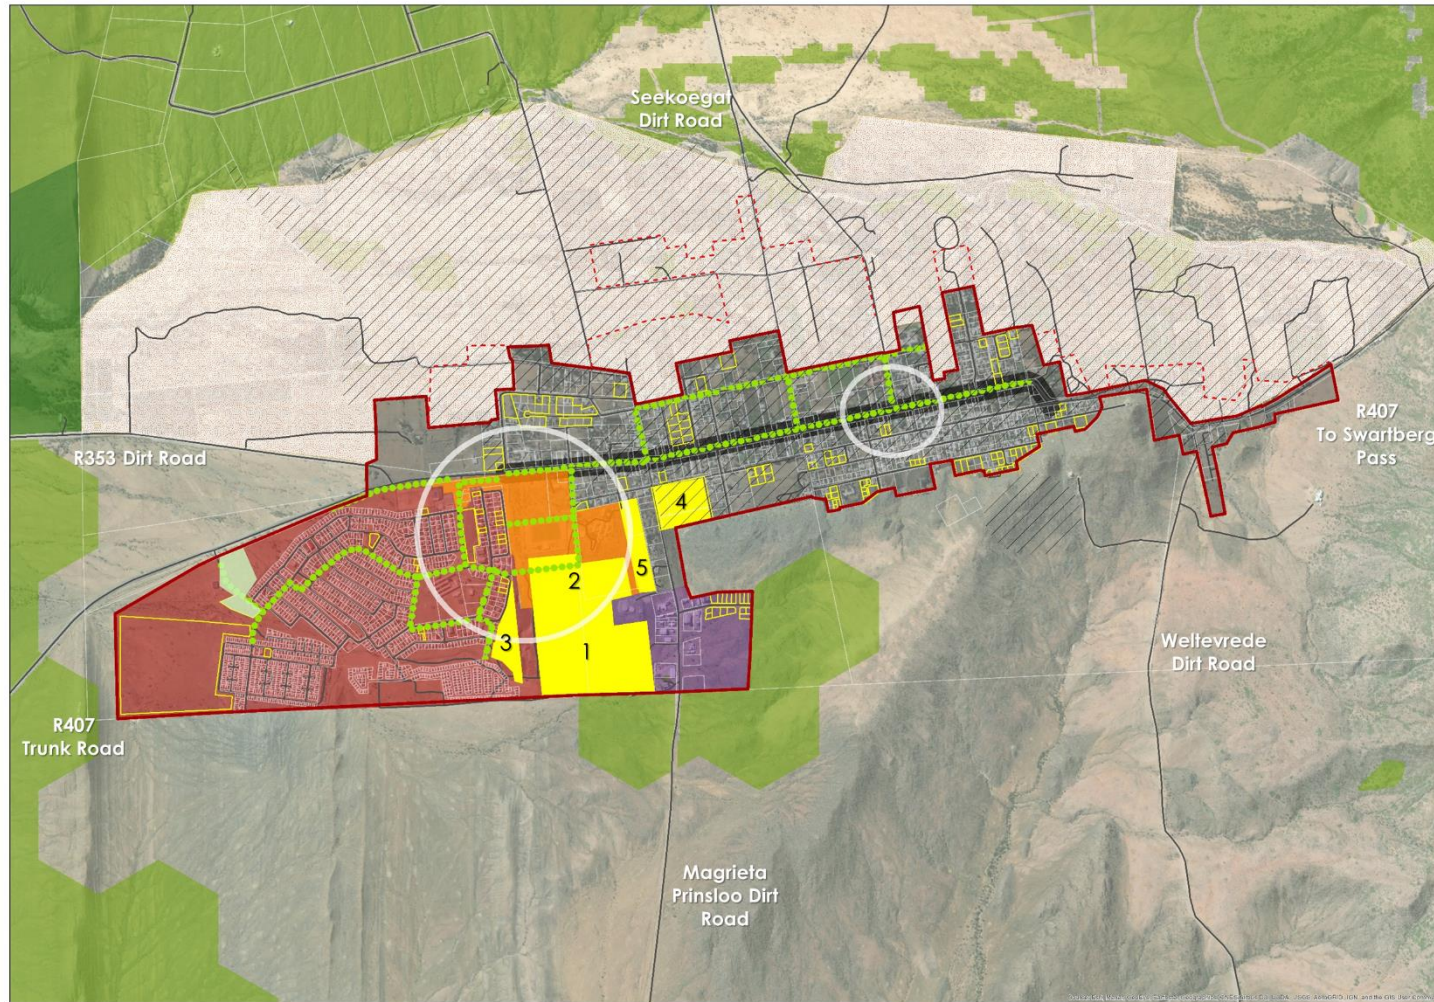 Seekoegat
Dirt Road
R353 Dirt Road
R407
To Swartberg
Pass
4
2
5
3
1
Weltevrede
Dirt Road
R407
Trunk Road
Magrieta
Prinsloo Dirt
Road